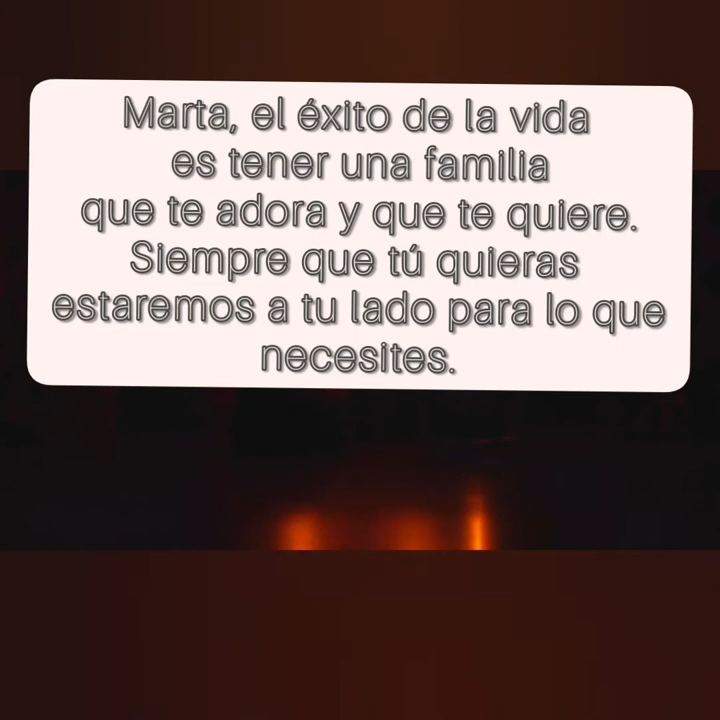 Marta, el éxito de la vida
es tener una familia
que te adora y que te quiere.
Siempre que tú quieras
estaremos a tu lado para lo que
necesites.